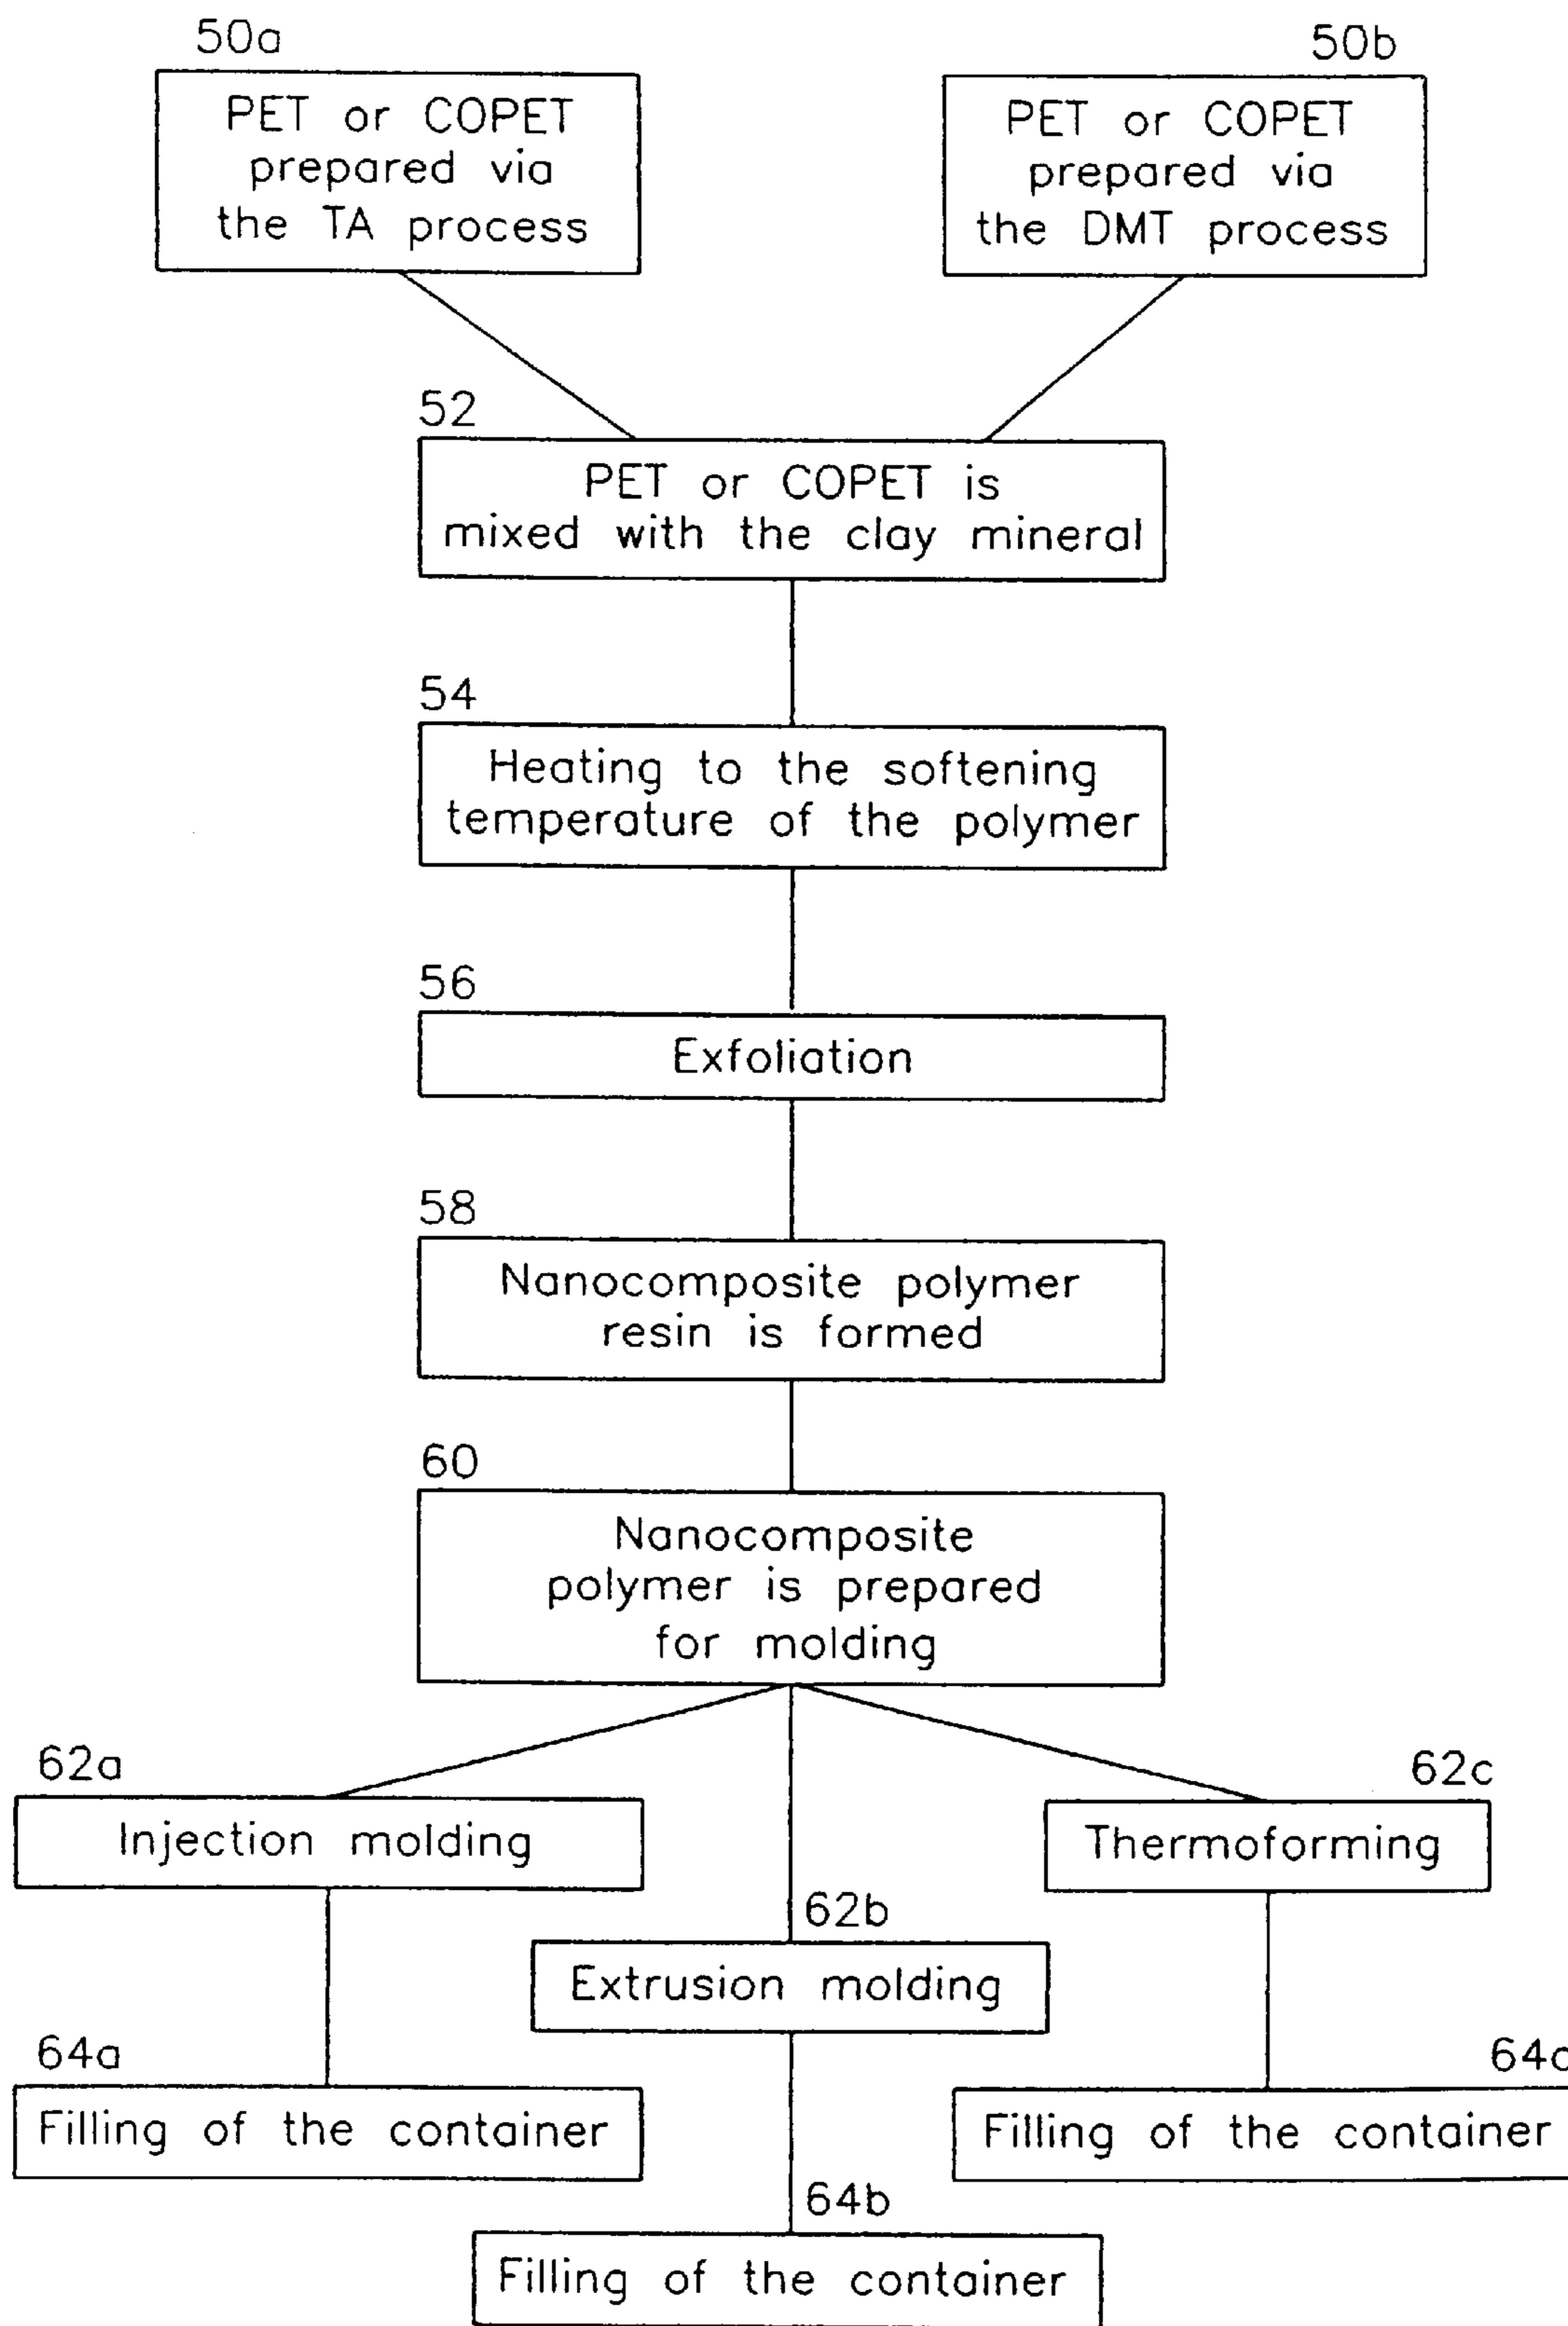 50a
PET or COPET
prepared via
the TA process
50b
PET or COPET
prepared via
the DMT process
52
PET or COPET is
mixed with the clay mineral
54
Heating to the softening
temperature of the polymer
56
Exfoliation
58
Nanocomposite polymer
resin is formed
60
Nanocomposite
polymer is prepared
for molding
62a
Injection molding
62b
Extrusion molding
62c
Thermoforming
64a
Filling of the container
64b
Filling of the container
64c
Filling of the container